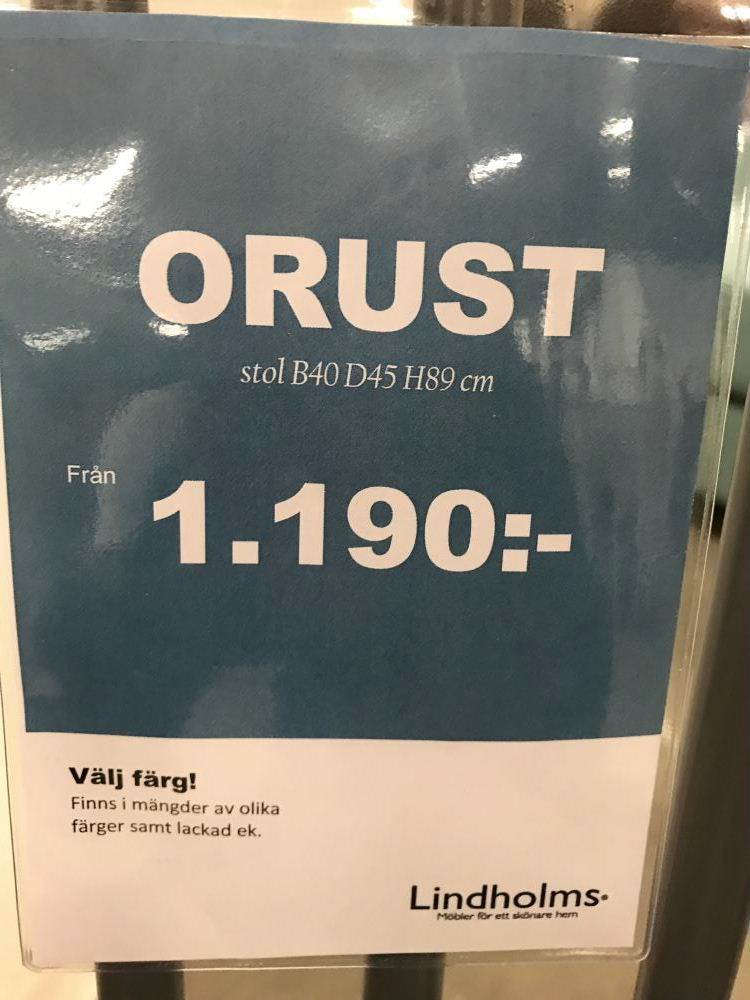 ORUST
stol B40 D45 H89 cm
Från
1.190:-
Välj färg!
Finns i mängder av olika
färger samt lackad ek.
Lindholms
Möbler för ett skönare hem